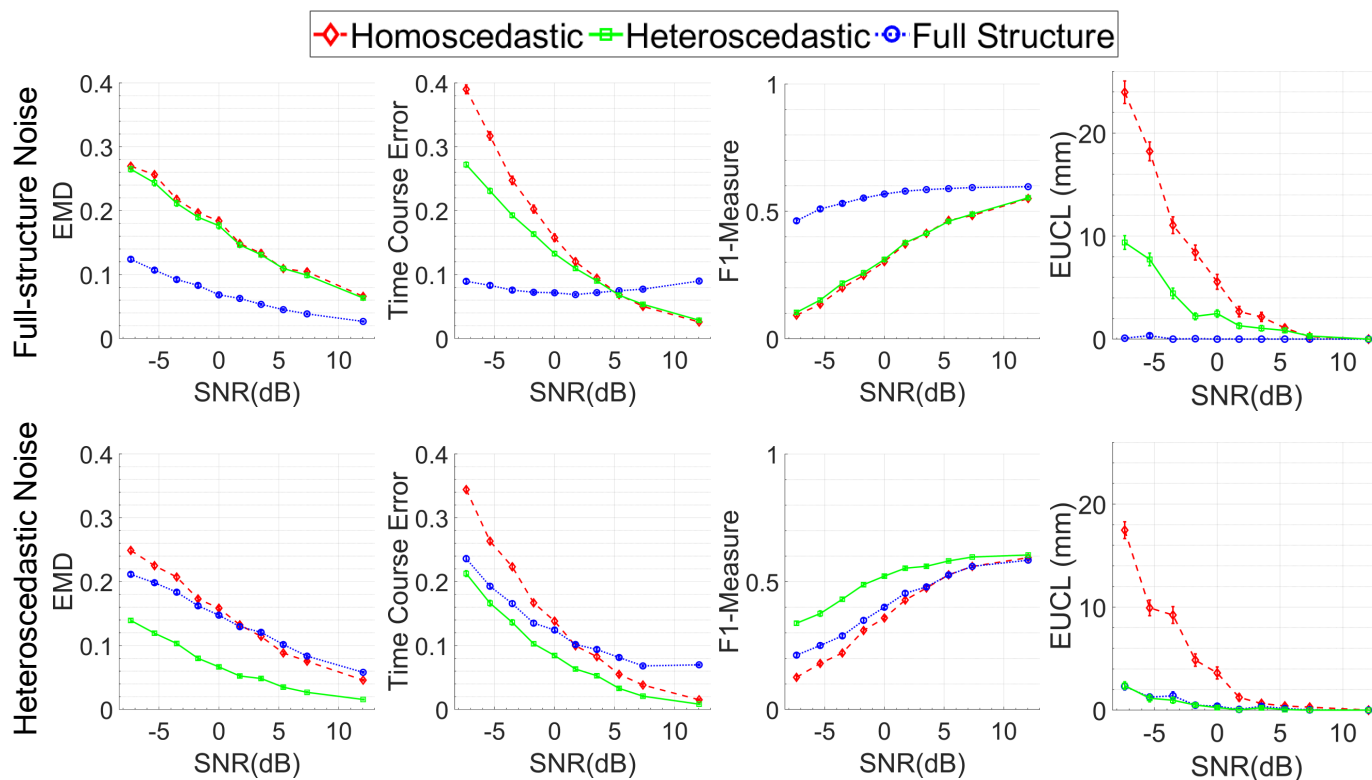 Homoscedastic Heteroscedastic Full Structure
Full-structure Noise
EMD
0.4
0.3
0.2
0.1
0
-5 0 5 10
SNR(dB)
Time Course Error
0.4
0.3
0.2
0.1
0
-5 0 5 10
SNR(dB)
F1-Measure
1
0.5
0
-5 0 5 10
SNR(dB)
EUCL (mm)
20
10
0
-5 0 5 10
SNR(dB)
Heteroscedastic Noise
EMD
0.4
0.3
0.2
0.1
0
-5 0 5 10
SNR(dB)
Time Course Error
0.4
0.3
0.2
0.1
0
-5 0 5 10
SNR(dB)
F1-Measure
1
0.5
0
-5 0 5 10
SNR(dB)
EUCL (mm)
20
10
0
-5 0 5 10
SNR(dB)